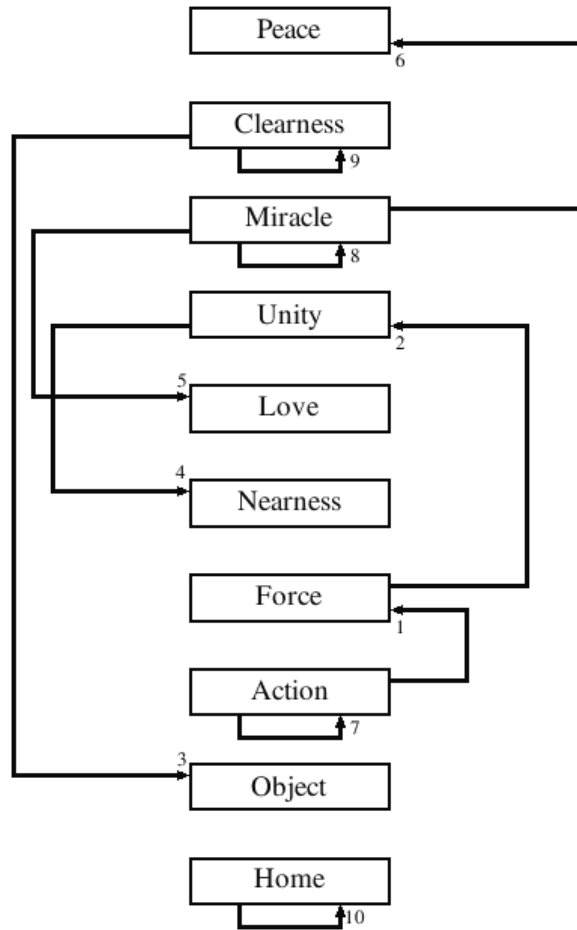 Peace
6
Clearness
9
Miracle
8
Unity
2
5
Love
4
Nearness
Force
1
Action
7
3
Object
Home
10